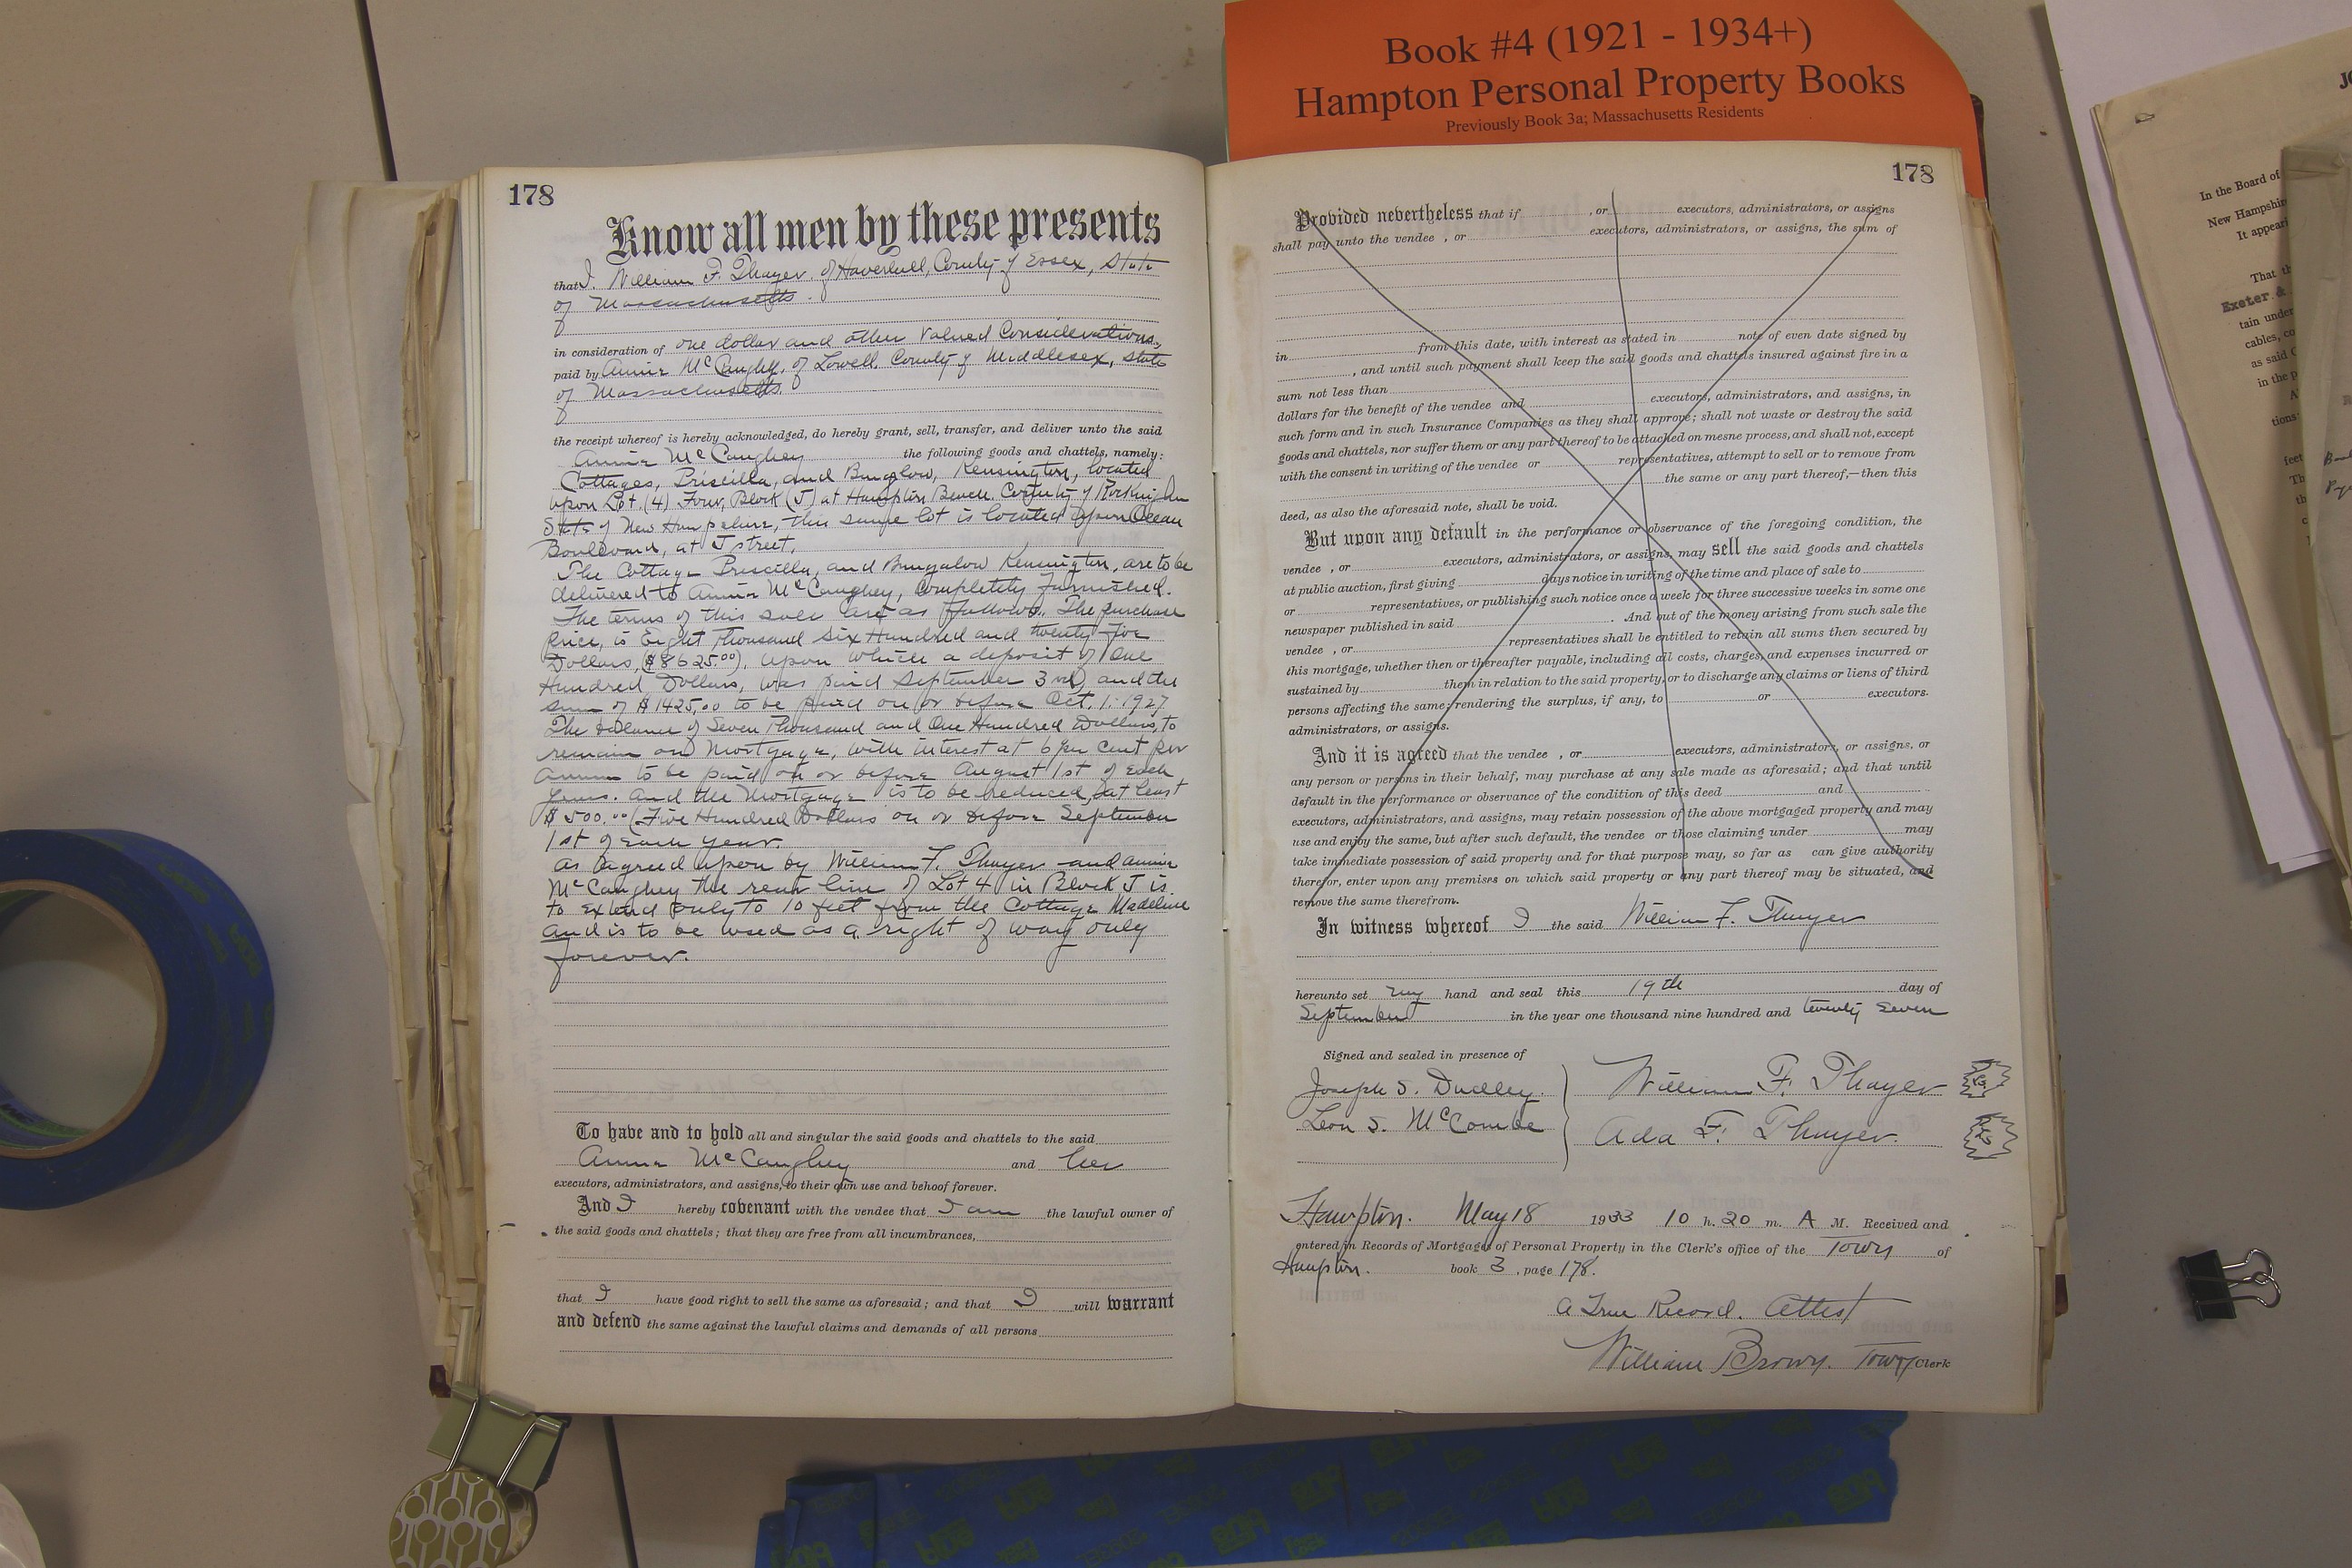 Book #4 (1921 - 1934+)
Hampton Personal Property Books
Previously Book 3a; Massachusetts Residents
178
Know all men by these presents
that I. William F. Thayer of Haverhill, County of Essex, State
of Massachusetts.
in consideration of one dollar and other Valued Considerations,
paid by Annie McCaughey, of Lowell, County of Middlesex, State
of Massachusetts.
the receipt whereof is hereby acknowledged, do hereby grant, sell, transfer, and deliver unto the said
Annie McCaughey the following goods and chattels, namely:
Cottages, Priscilla, and Bungalow, Kensington, located
upon Lot (4) Four, Block (J) at Hampton Beach. County of Rockingham
State of New Hampshire, this same lot is located upon Ocean
Boulevard, at J street.
The Cottage Priscilla, and Bungalow Kensington, are to be
delivered to Annie McCaughey, Completely furnished.
The terms of this sale are as follows. The purchase
Price, is Eight Thousand Six Hundred and twenty-five
Dollars, ($8625.00), upon which a deposit of One
Hundred Dollars, was paid September 3rd, and the
sum of $1425.00 to be paid on or before Oct. 1. 1927
The balance of Seven Thousand and One Hundred Dollars, to
remain on Mortgage, with interest at 6 per cent per
Annum to be paid on or before August 1st of each
year. and the Mortgage is to be reduced, at least
$500.00 (Five Hundred Dollars on or before September
1st of each year.
as agreed upon by William F. Thayer and Annie
McCaughey the rear line of Lot 4 in Block J is
to extend only to 10 feet from the Cottage Madeline
and is to be used as a right of way only
forever.
To have and to hold all and singular the said goods and chattels to the said
Annie McCaughey and her
executors, administrators, and assigns, to their own use and behoof forever.
And I hereby covenant with the vendee that I am the lawful owner of
the said goods and chattels; that they are free from all incumbrances,
that I have good right to sell the same as aforesaid; and that I will warrant
and defend the same against the lawful claims and demands of all persons
178
Provided nevertheless that if , or executors, administrators, or assigns
shall pay unto the vendee , or executors, administrators, or assigns, the sum of
in from this date, with interest as stated in note of even date signed by
, and until such payment shall keep the said goods and chattels insured against fire in a
sum not less than
dollars for the benefit of the vendee and executors, administrators, and assigns, in
such form and in such Insurance Companies as they shall approve; shall not waste or destroy the said
goods and chattels, nor suffer them or any part thereof to be attached on mesne process, and shall not, except
with the consent in writing of the vendee or representatives, attempt to sell or to remove from
the same or any part thereof,—then this
deed, as also the aforesaid note, shall be void.
But upon any default in the performance or observance of the foregoing condition, the
vendee , or executors, administrators, or assigns, may sell the said goods and chattels
at public auction, first giving days notice in writing of the time and place of sale to
or representatives, or publishing such notice once a week for three successive weeks in some one
newspaper published in said . And out of the money arising from such sale the
vendee , or representatives shall be entitled to retain all sums then secured by
this mortgage, whether then or thereafter payable, including all costs, charges, and expenses incurred or
sustained by them in relation to the said property, or to discharge any claims or liens of third
persons affecting the same; rendering the surplus, if any, to or executors.
administrators, or assigns.
And it is agreed that the vendee , or executors, administrators, or assigns, or
any person or persons in their behalf, may purchase at any sale made as aforesaid; and that until
default in the performance or observance of the condition of this deed and
executors, administrators, and assigns, may retain possession of the above mortgaged property and may
use and enjoy the same, but after such default, the vendee or those claiming under may
take immediate possession of said property and for that purpose may, so far as can give authority
therefor, enter upon any premises on which said property or any part thereof may be situated, and
remove the same therefrom.
In witness whereof I the said William F. Thayer
hereunto set my hand and seal this 19th day of
September in the year one thousand nine hundred and twenty seven
Signed and sealed in presence of
Joseph S. Dudley.
Leon S. McCombe
William F. Thayer
Ada F. Thayer.
Hampton. May 18 1933 10 h. 20 m. A M. Received and
entered in Records of Mortgages of Personal Property in the Clerk's office of the Town of
Hampton. book 3, page 178.
A True Record. Attest
William Brown. Town Clerk
In the Board of
New Hampshire
It appear
That th
Exeter &
tain under
cables, co
as said C
in the p
tions
feet